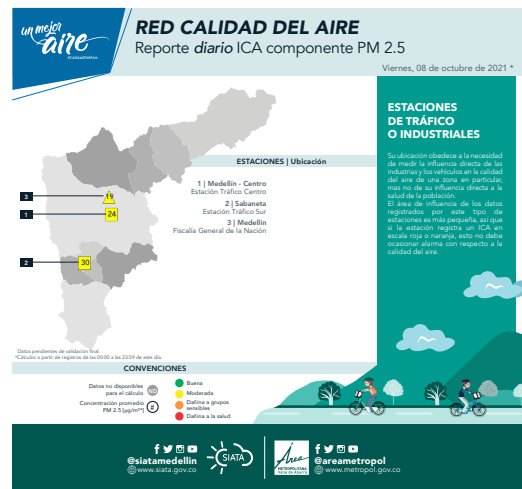 un mejor
aire
#CalidadDelAire
RED CALIDAD DEL AIRE
Reporte diario ICA componente PM 2.5
Viernes, 08 de octubre de 2021 *
ESTACIONES | Ubicación
1 | Medellín - Centro
Estación Tráfico Centro
2 | Sabaneta
Estación Tráfico Sur
3 | Medellín
Fiscalía General de la Nación
3
19
1
24
2
30
ESTACIONES
DE TRÁFICO
O INDUSTRIALES
Su ubicación obedece a la necesidad
de medir la influencia directa de las
industrias y los vehículos en la calidad
del aire de una zona en particular,
mas no de su influencia directa a la
salud de la población.
El área de influencia de los datos
registrados por este tipo de
estaciones es más pequeña, así que
si la estación registra un ICA en
escala roja o naranja, esto no debe
ocasionar alarma con respecto a la
calidad del aire.
Datos pendientes de validación final.
*Cálculos a partir de registros de las 00:00 a las 23:59 de este día.
CONVENCIONES
Datos no disponibles
para el cálculo
ND
Concentración promedio
PM 2.5 [µg/m³*]
#
Buena
Moderada
Dañina a grupos
sensibles
Dañina a la salud
@siatamedellin
www.siata.gov.co
SIATA
Área
METROPOLITANA
Valle de Aburrá
@areametropol
www.metropol.gov.co